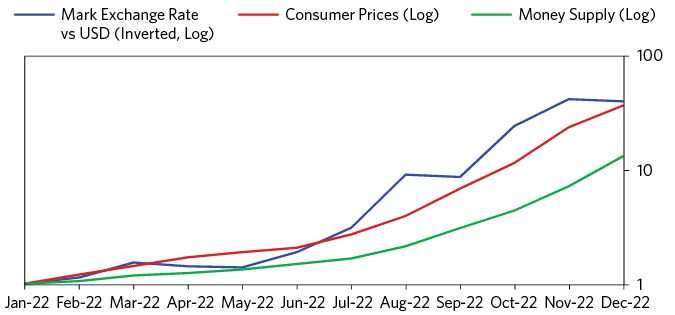 Mark Exchange Rate
vs USD (Inverted, Log)
Consumer Prices (Log)
Money Supply (Log)
100
10
1
Jan-22 Feb-22 Mar-22 Apr-22 May-22 Jun-22 Jul-22 Aug-22 Sep-22 Oct-22 Nov-22 Dec-22